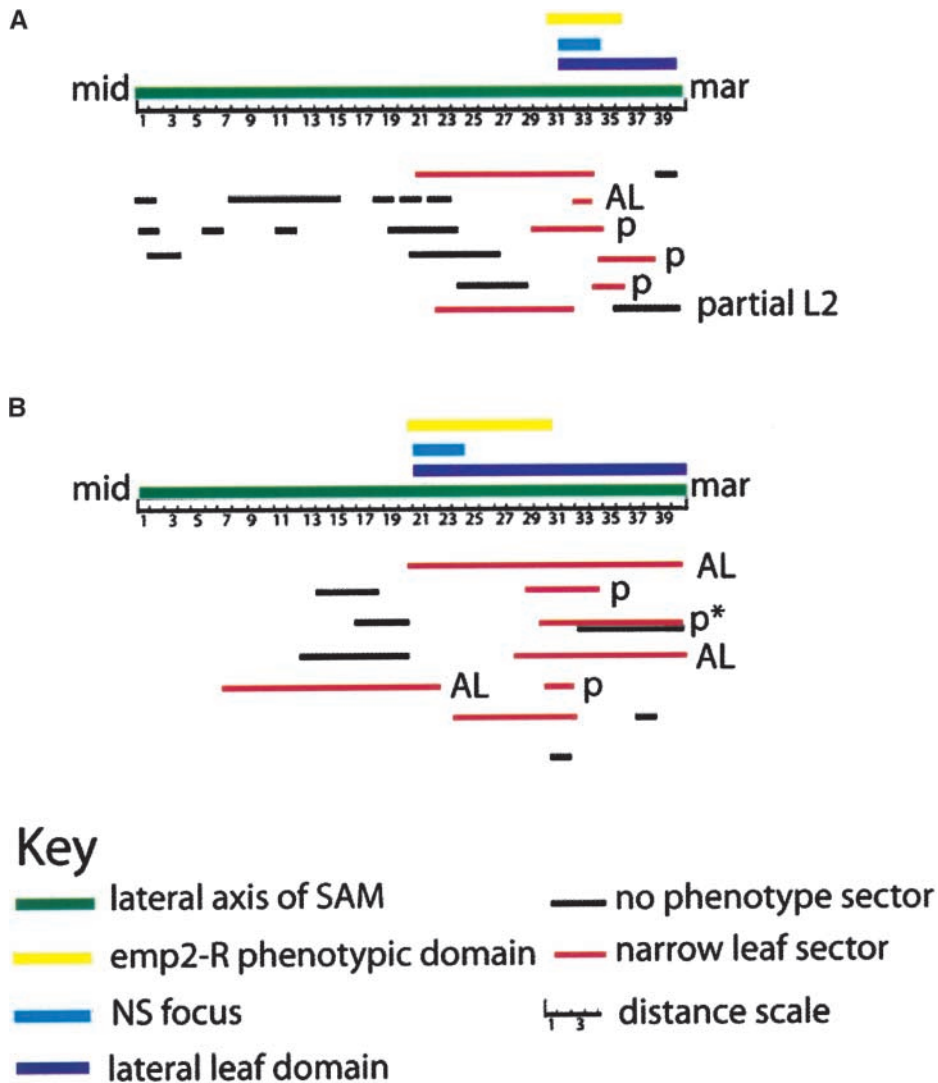 A
mid mar
1 3 5 7 9 11 13 15 17 19 21 23 25 27 29 31 33 35 37 39
AL
p
p
p
partial L2
B
mid mar
1 3 5 7 9 11 13 15 17 19 21 23 25 27 29 31 33 35 37 39
AL
p
p*
AL
AL p
Key
lateral axis of SAM no phenotype sector
emp2-R phenotypic domain narrow leaf sector
NS focus 1 3 distance scale
lateral leaf domain